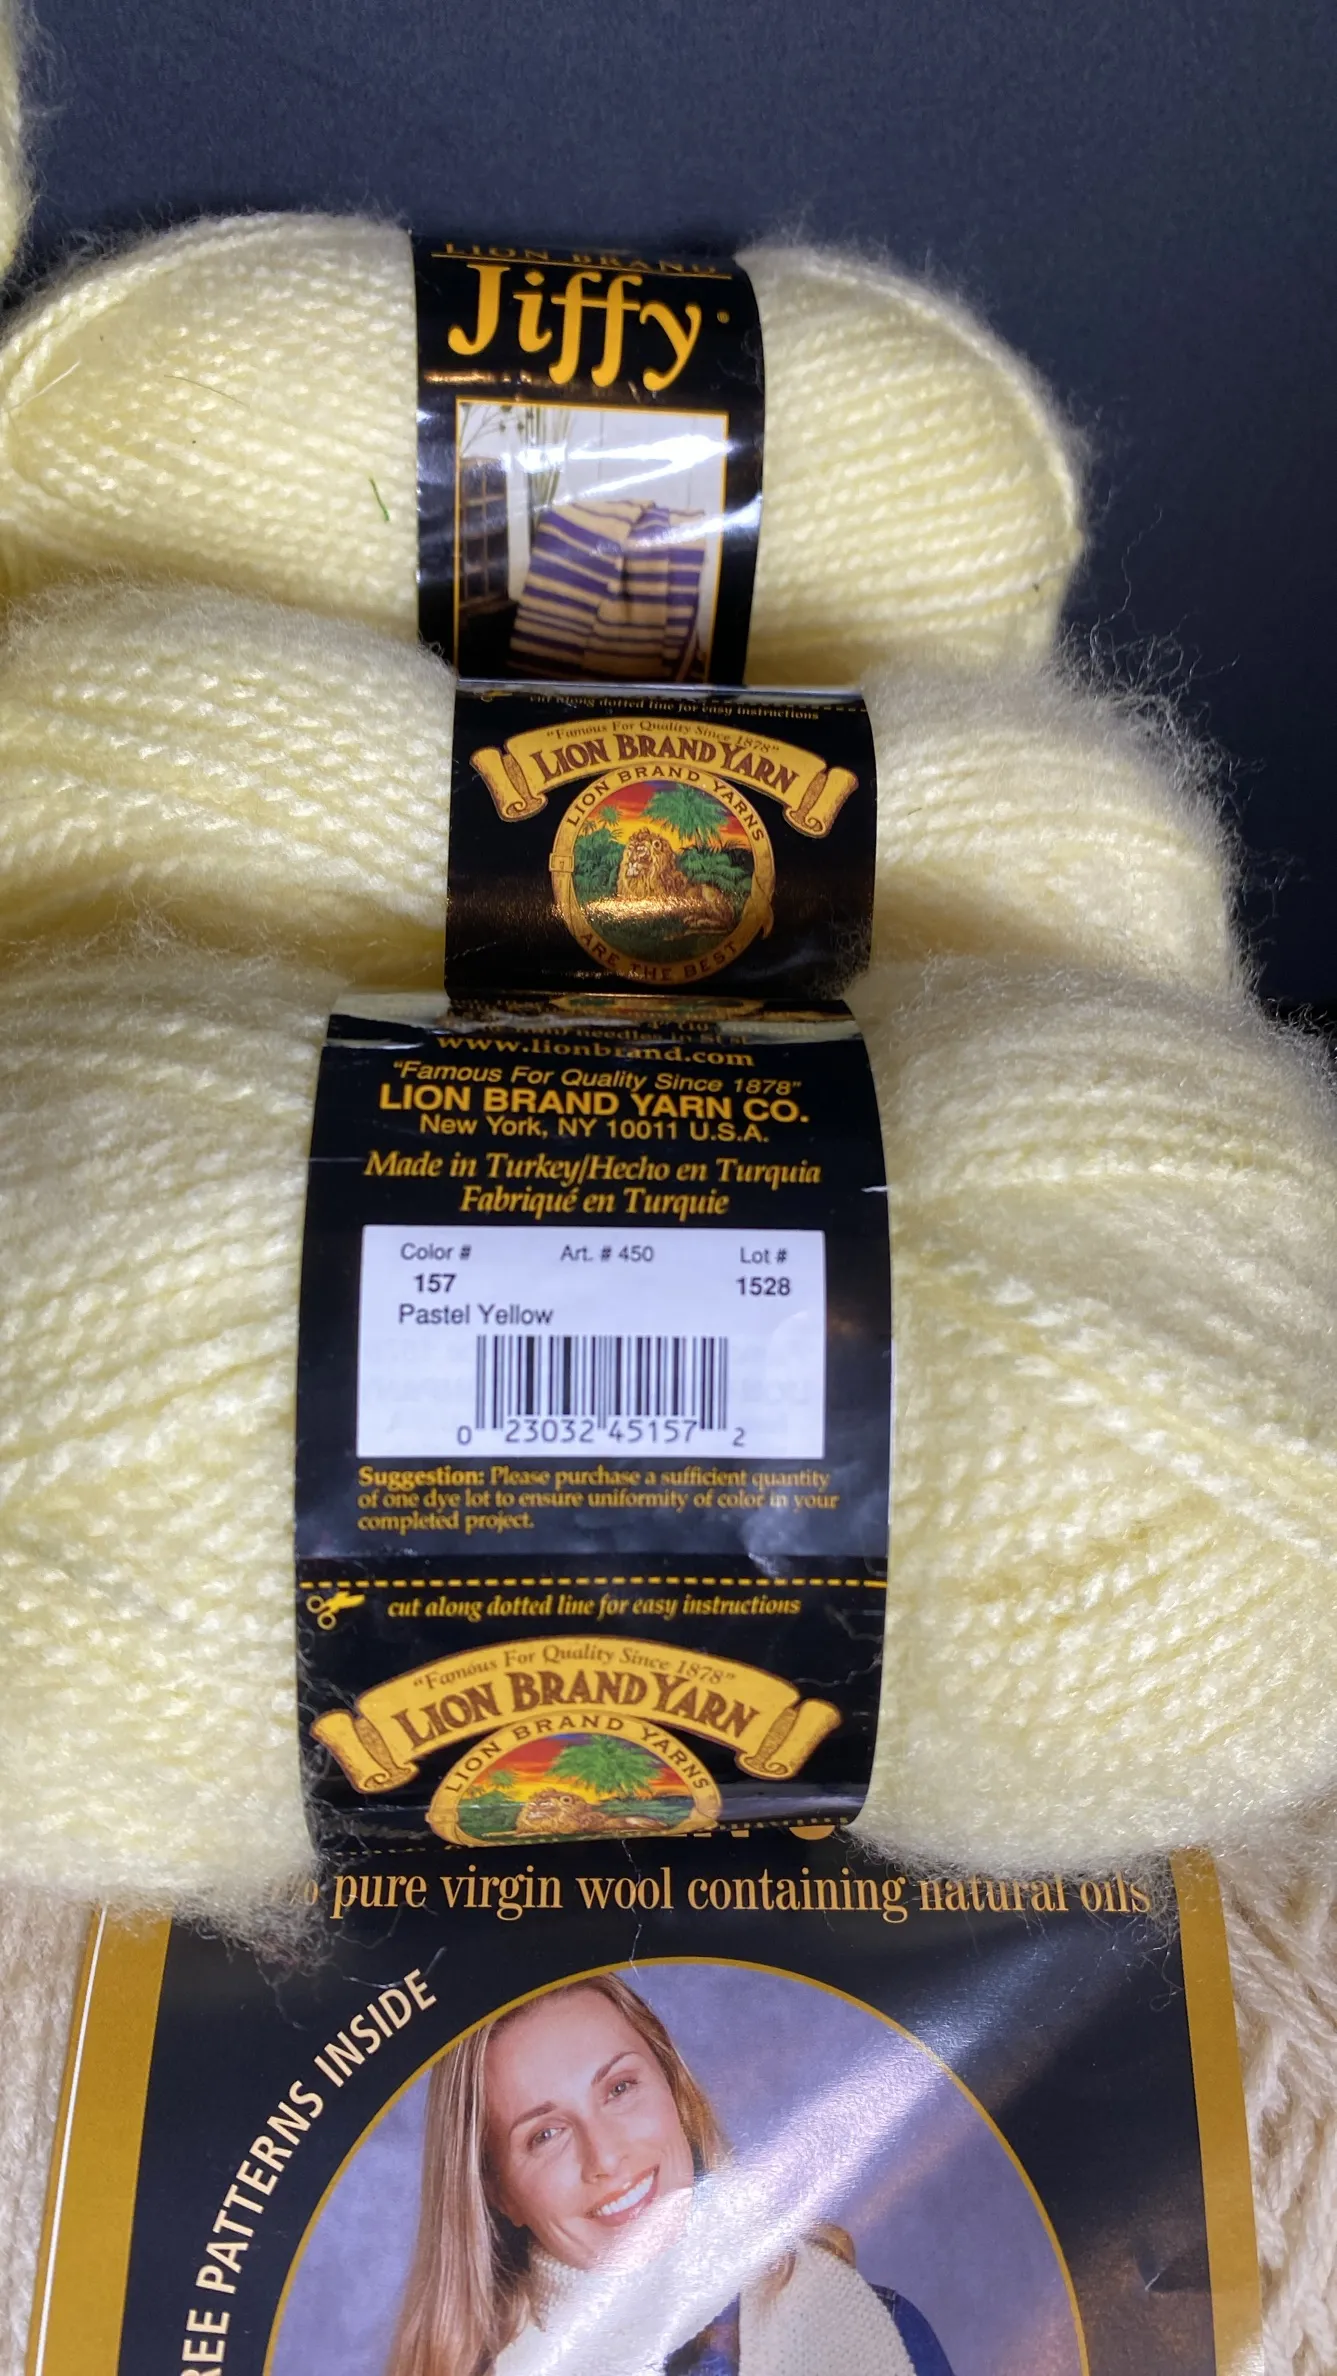 LION BRAND
Jiffy®
cut along dotted line for easy instructions
"Famous For Quality Since 1878"
LION BRAND YARN
LION BRAND YARNS
ARE THE BEST
needles in St st
www.lionbrand.com
"Famous For Quality Since 1878"
LION BRAND YARN CO.
New York, NY 10011 U.S.A.
Made in Turkey/Hecho en Turquia
Fabriqué en Turquie
Color # Art. # 450 Lot #
157 1528
Pastel Yellow
0 23032 45157 2
Suggestion: Please purchase a sufficient quantity
of one dye lot to ensure uniformity of color in your
completed project.
cut along dotted line for easy instructions
"Famous For Quality Since 1878"
LION BRAND YARN
LION BRAND YARNS
pure virgin wool containing natural oils
REE PATTERNS INSIDE